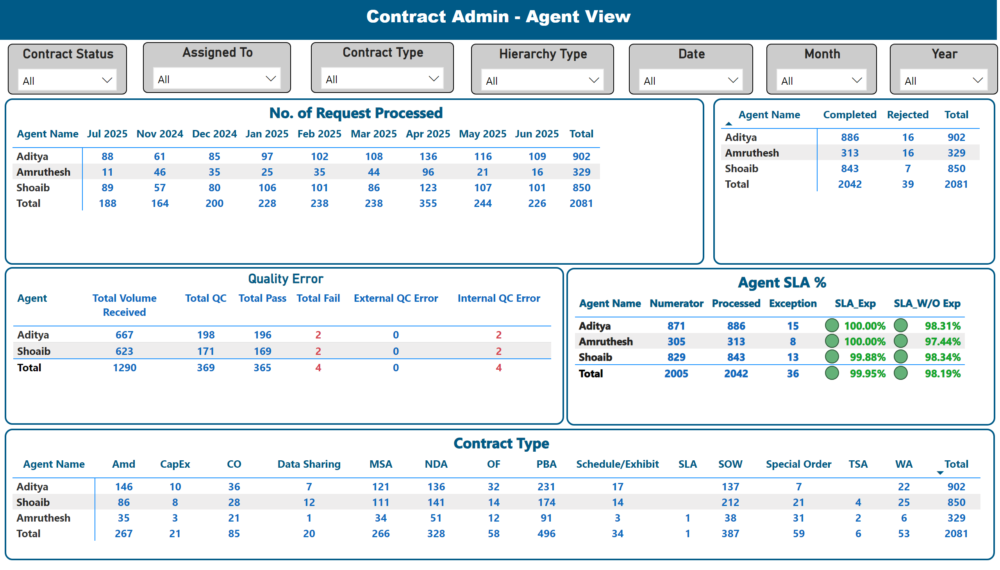 Contract Admin - Agent View
Contract Status Assigned To Contract Type Hierarchy Type Date Month Year
All All All All All All All
No. of Request Processed
Agent Name Jul 2025 Nov 2024 Dec 2024 Jan 2025 Feb 2025 Mar 2025 Apr 2025 May 2025 Jun 2025 Total
Aditya 88 61 85 97 102 108 136 116 109 902
Amruthesh 11 46 35 25 35 44 96 21 16 329
Shoaib 89 57 80 106 101 86 123 107 101 850
Total 188 164 200 228 238 238 355 244 226 2081
Agent Name Completed Rejected Total
Aditya 886 16 902
Amruthesh 313 16 329
Shoaib 843 7 850
Total 2042 39 2081
Quality Error
Agent Total Volume Received Total QC Total Pass Total Fail External QC Error Internal QC Error
Aditya 667 198 196 2 0 2
Shoaib 623 171 169 2 0 2
Total 1290 369 365 4 0 4
Agent SLA %
Agent Name Numerator Processed Exception SLA_Exp SLA_W/O Exp
Aditya 871 886 15 100.00% 98.31%
Amruthesh 305 313 8 100.00% 97.44%
Shoaib 829 843 13 99.88% 98.34%
Total 2005 2042 36 99.95% 98.19%
Contract Type
Agent Name Amd CapEx CO Data Sharing MSA NDA OF PBA Schedule/Exhibit SLA SOW Special Order TSA WA Total
Aditya 146 10 36 7 121 136 32 231 17 137 7 22 902
Shoaib 86 8 28 12 111 141 14 174 14 212 21 4 25 850
Amruthesh 35 3 21 1 34 51 12 91 3 1 38 31 2 6 329
Total 267 21 85 20 266 328 58 496 34 1 387 59 6 53 2081